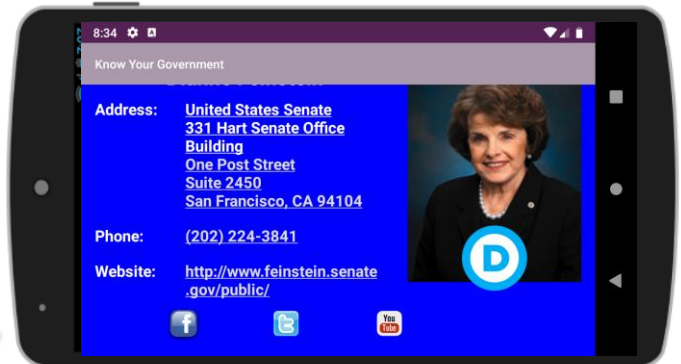 8:34
Know Your Government
Address: United States Senate
331 Hart Senate Office
Building
One Post Street
Suite 2450
San Francisco, CA 94104
Phone: (202) 224-3841
Website: http://www.feinstein.senate
.gov/public/
f
t
You
Tube
D